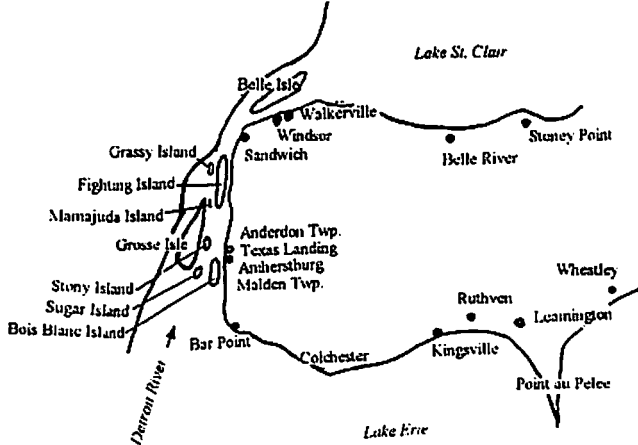 Lake St. Clair
Belle Isle
Walkerville
Windsor
Sandwich
Stoney Point
Belle River
Grassy Island
Fighting Island
Mamajuda Island
Grosse Isle
Anderdon Twp.
Texas Landing
Amherstburg
Malden Twp.
Stony Island
Sugar Island
Bois Blanc Island
Wheatley
Ruthven
Leamington
Bar Point
Kingsville
Colchester
Point au Pelee
Detroit River
Lake Erie